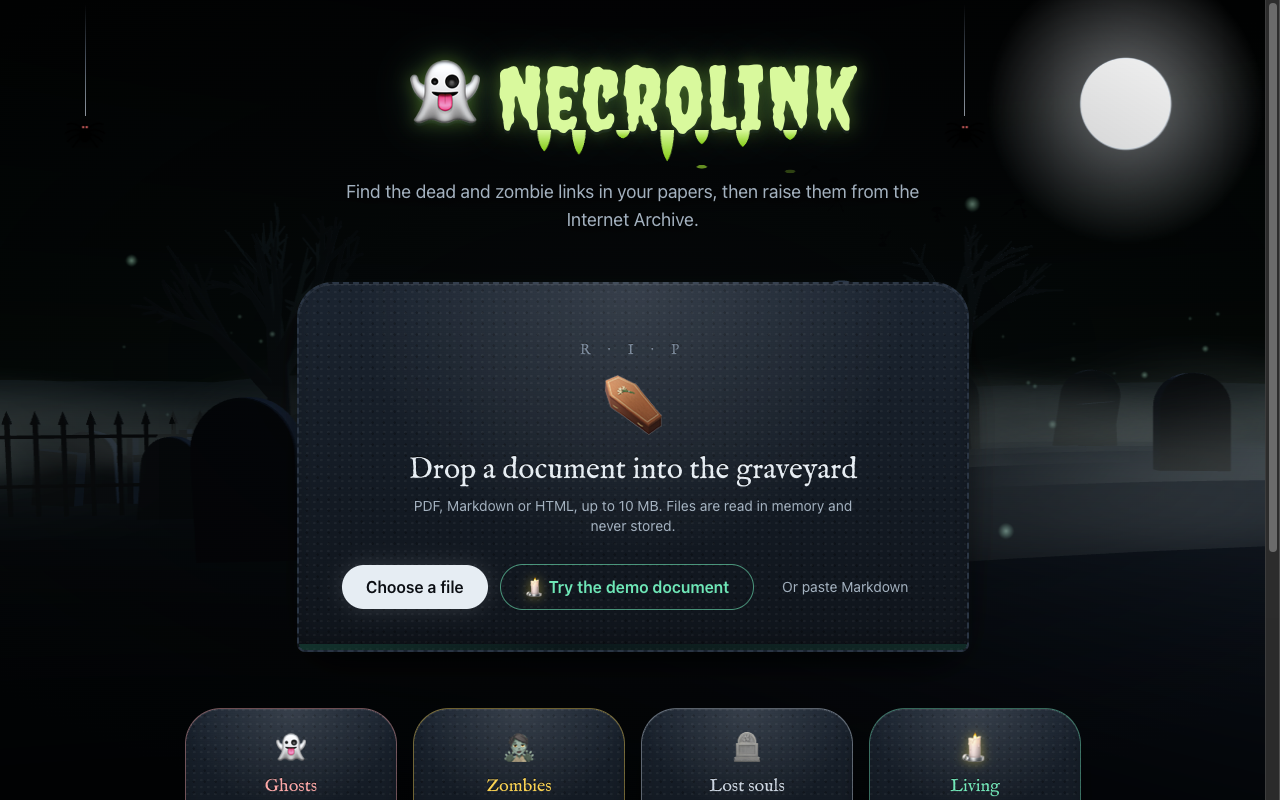 NECROLINK
Find the dead and zombie links in your papers, then raise them from the
Internet Archive.
R · I · P
Drop a document into the graveyard
PDF, Markdown or HTML, up to 10 MB. Files are read in memory and
never stored.
Choose a file
Try the demo document
Or paste Markdown
Ghosts
Zombies
Lost souls
Living